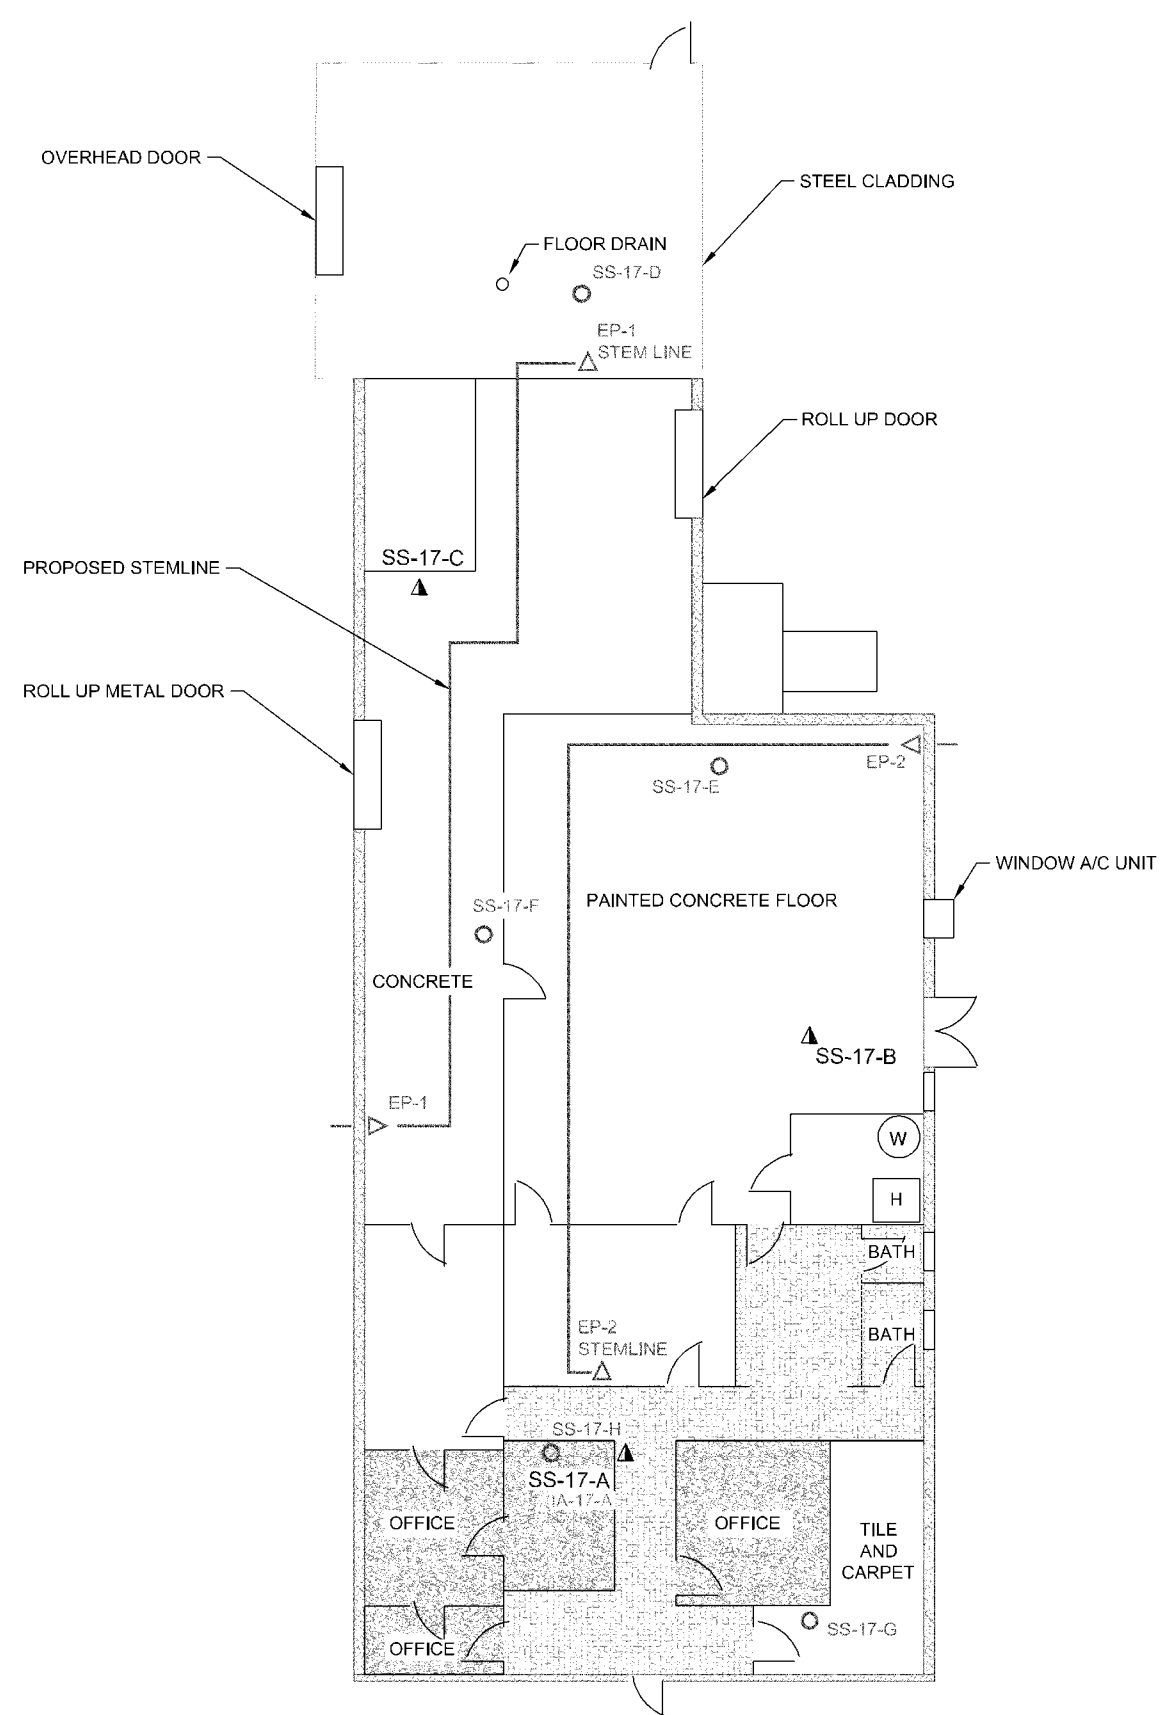 OVERHEAD DOOR
STEEL CLADDING
FLOOR DRAIN
SS-17-D
EP-1
STEM LINE
ROLL UP DOOR
SS-17-C
PROPOSED STEMLINE
ROLL UP METAL DOOR
EP-2
SS-17-E
WINDOW A/C UNIT
PAINTED CONCRETE FLOOR
SS-17-F
CONCRETE
SS-17-B
EP-1
W
H
BATH
EP-2
STEMLINE
BATH
SS-17-H
SS-17-A
IA-17-A
OFFICE
OFFICE
TILE
AND
CARPET
SS-17-G
OFFICE